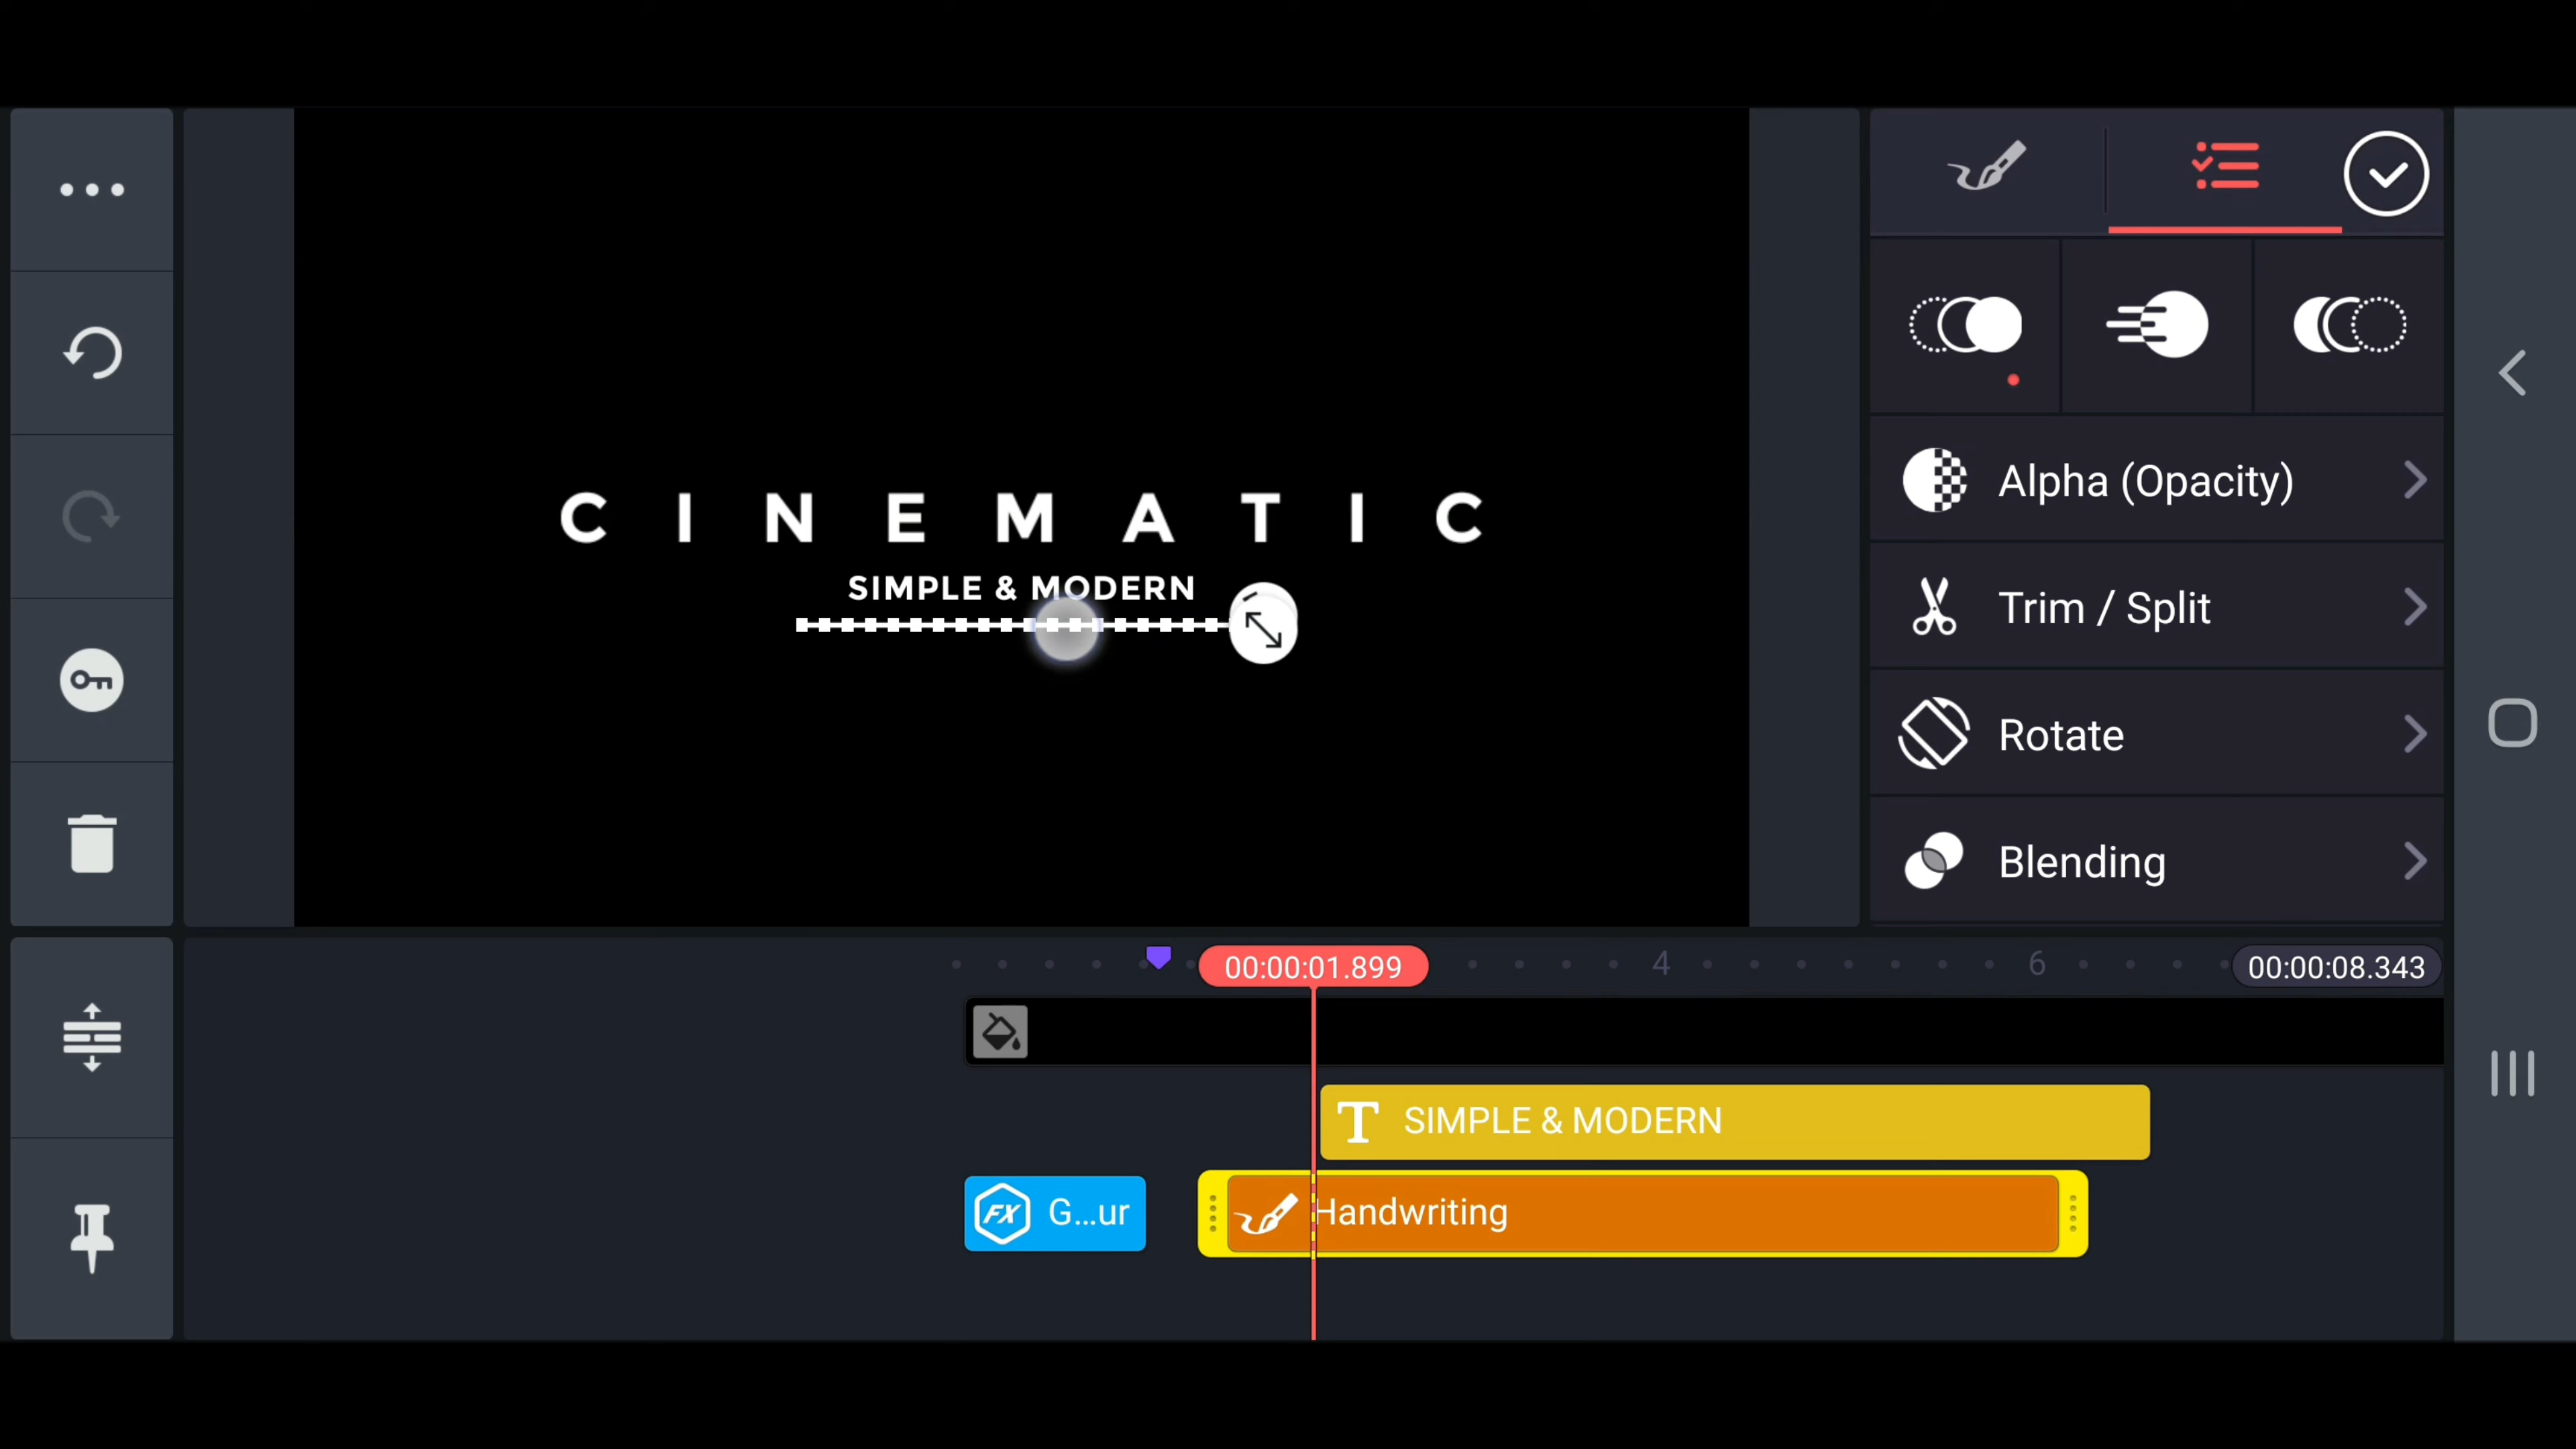 C I N E M A T I C
SIMPLE & MODERN
Alpha (Opacity)
Trim / Split
Rotate
Blending
00:00:01.899
4
6
00:00:08.343
T SIMPLE & MODERN
FX G...ur
Handwriting